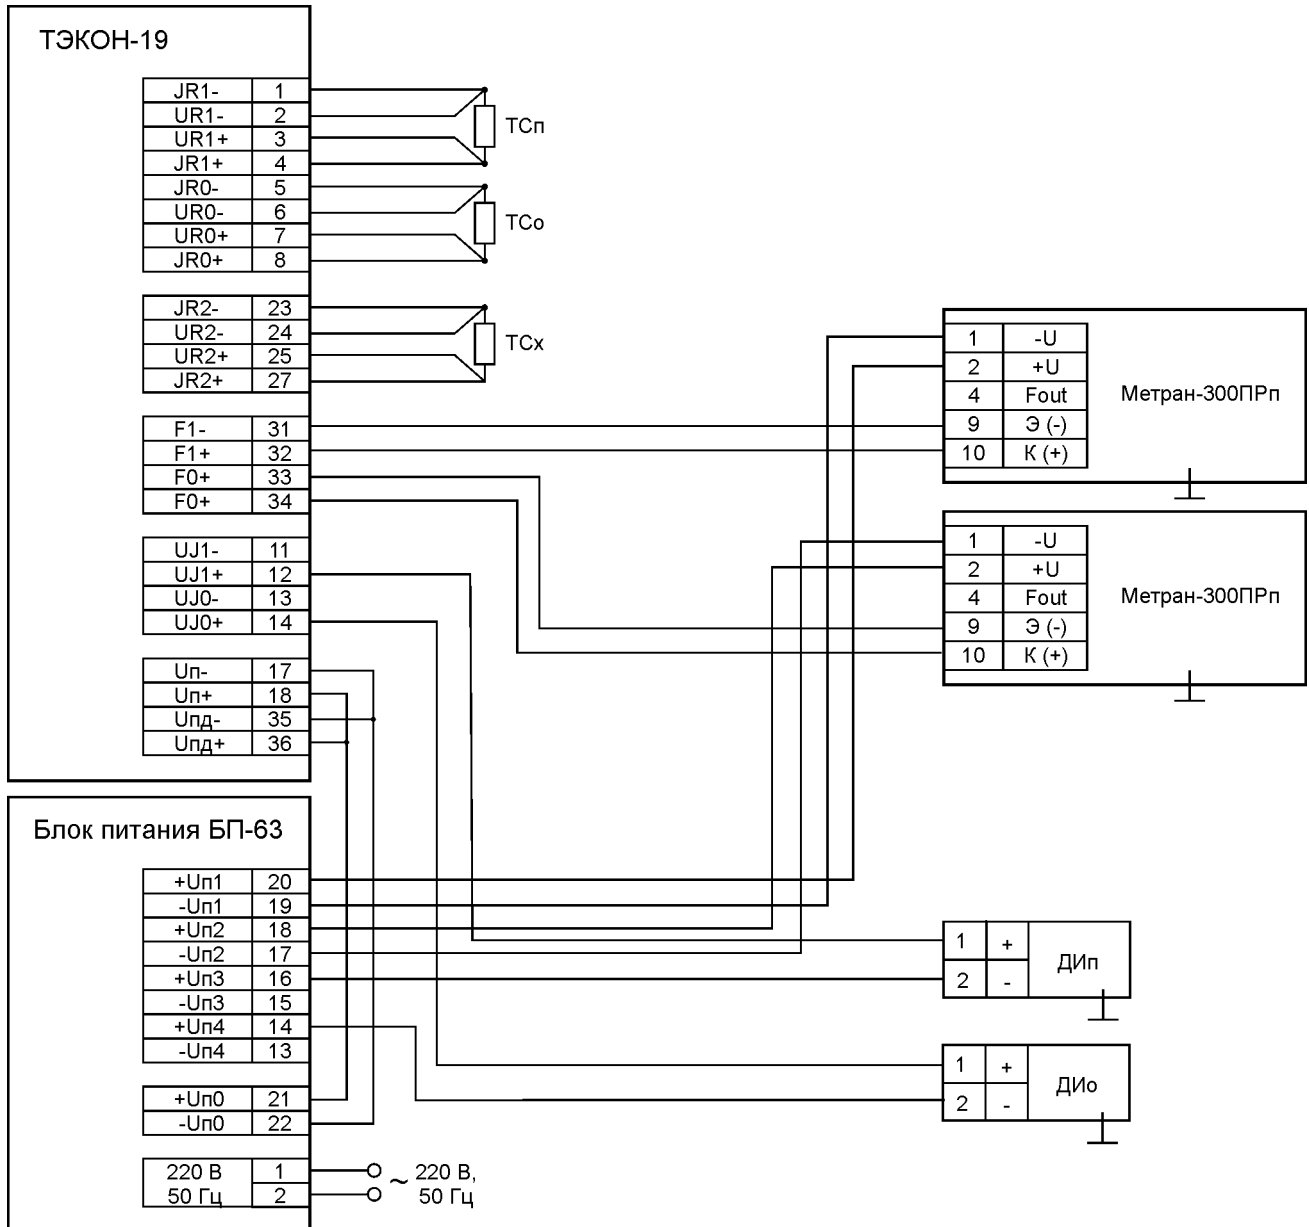 ТЭКОН-19
JR1- 1
UR1- 2
UR1+ 3
JR1+ 4
JR0- 5
UR0- 6
UR0+ 7
JR0+ 8
ТСп
ТСо
JR2- 23
UR2- 24
UR2+ 25
JR2+ 27
ТСх
F1- 31
F1+ 32
F0+ 33
F0+ 34
UJ1- 11
UJ1+ 12
UJ0- 13
UJ0+ 14
Uп- 17
Uп+ 18
Uпд- 35
Uпд+ 36
1 -U
2 +U
4 Fout
9 Э (-)
10 К (+)
Метран-300ПРп
1 -U
2 +U
4 Fout
9 Э (-)
10 К (+)
Метран-300ПРп
Блок питания БП-63
+Uп1 20
-Uп1 19
+Uп2 18
-Uп2 17
+Uп3 16
-Uп3 15
+Uп4 14
-Uп4 13
+Uп0 21
-Uп0 22
220 В 1
50 Гц 2
~ 220 В,
50 Гц
1 +
2 -
ДИп
1 +
2 -
ДИо